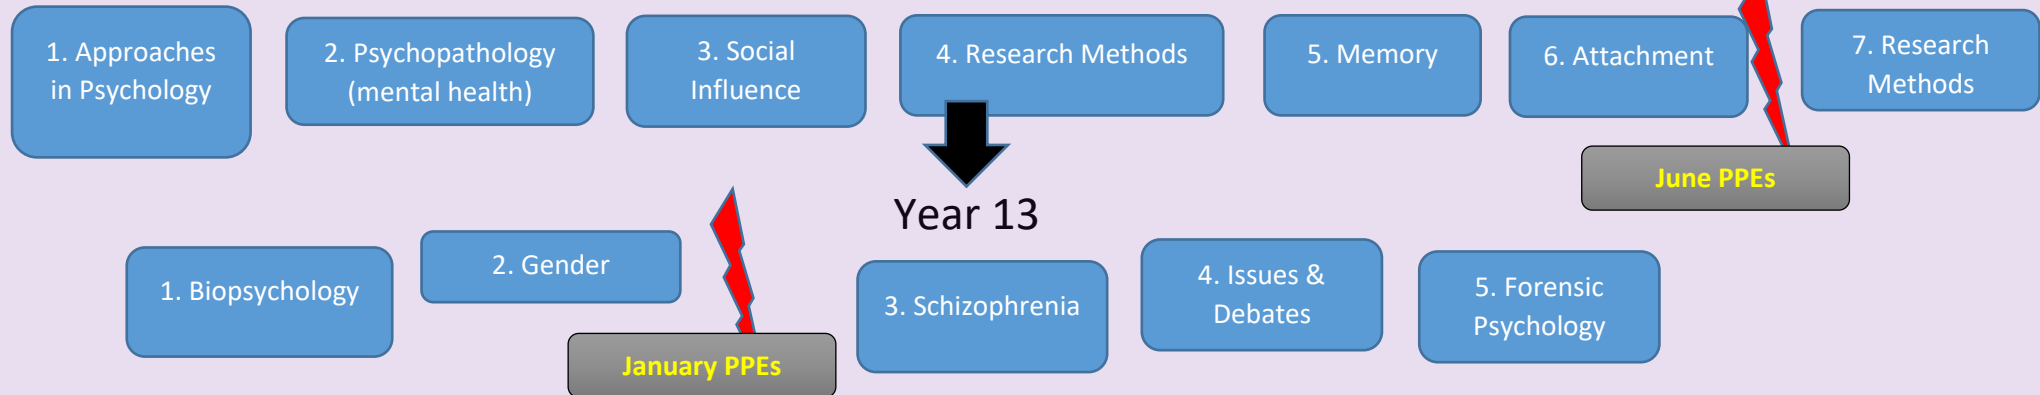 1. Approaches
in Psychology
2. Psychopathology
(mental health)
3. Social
Influence
4. Research Methods
5. Memory
6. Attachment
7. Research
Methods
June PPEs
Year 13
1. Biopsychology
2. Gender
January PPEs
3. Schizophrenia
4. Issues &
Debates
5. Forensic
Psychology